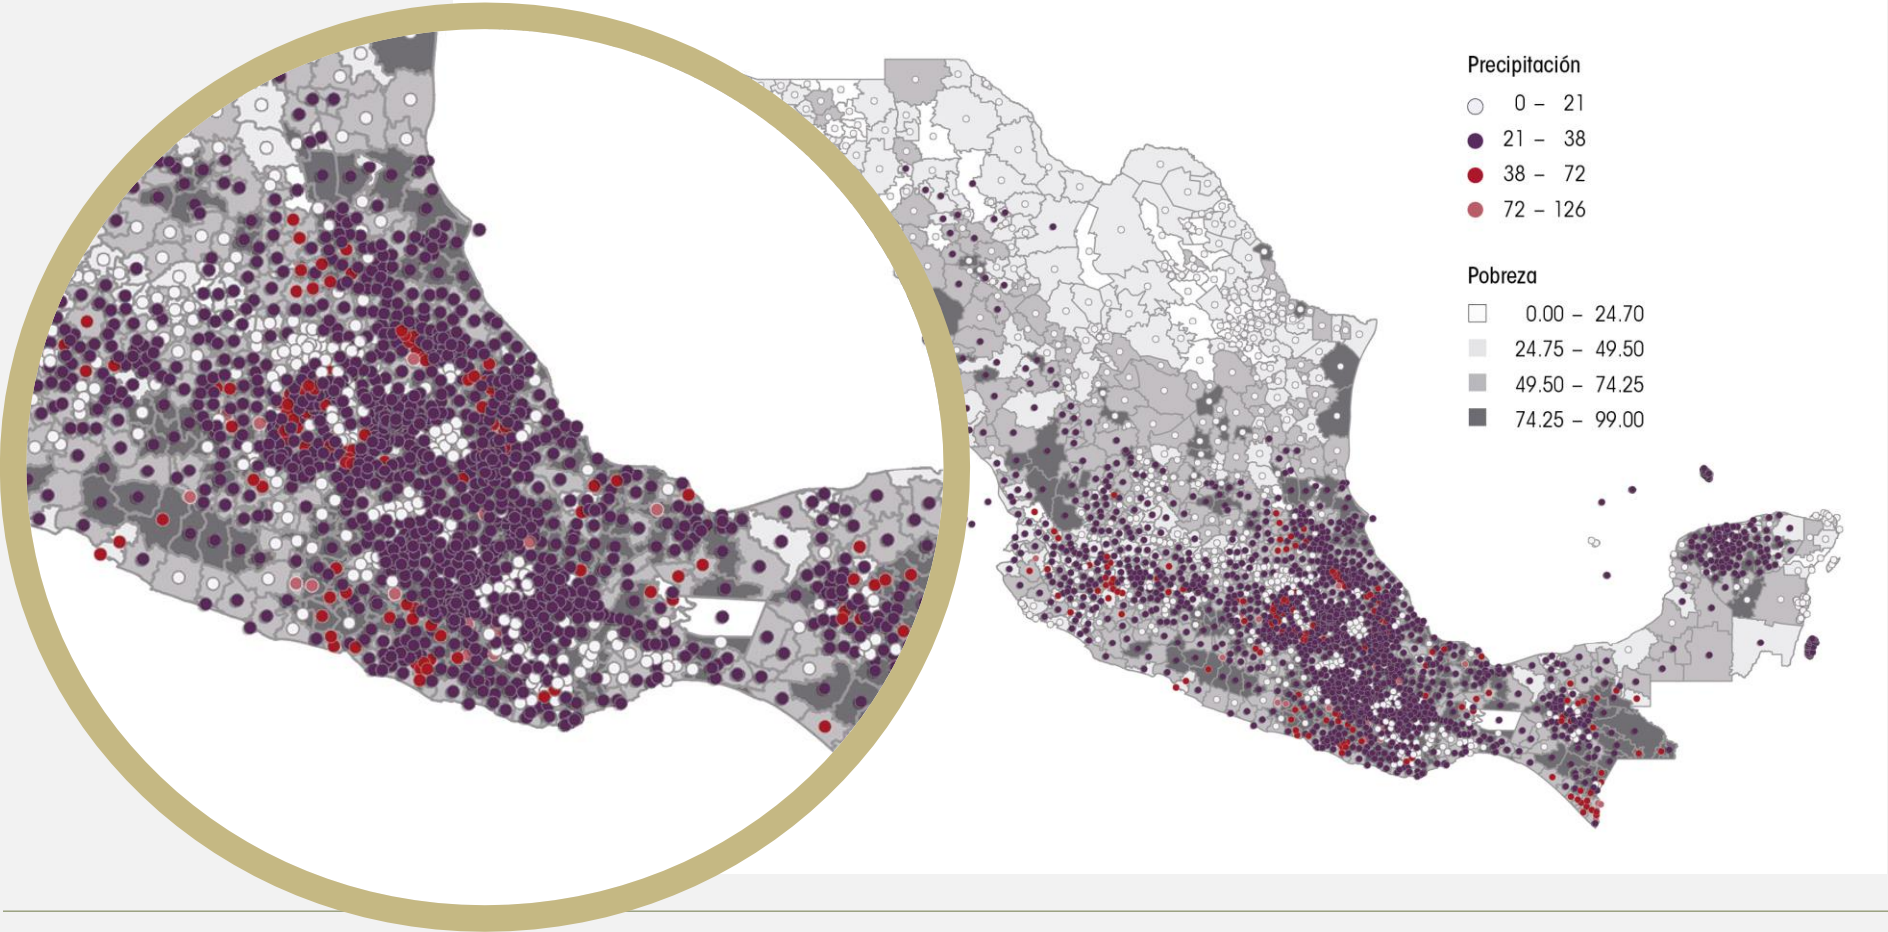 Precipitación
0 – 21
21 – 38
38 – 72
72 – 126
Pobreza
0.00 – 24.70
24.75 – 49.50
49.50 – 74.25
74.25 – 99.00